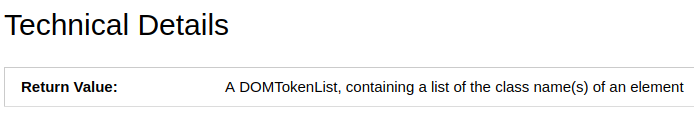 Technical Details
Return Value: A DOMTokenList, containing a list of the class name(s) of an element